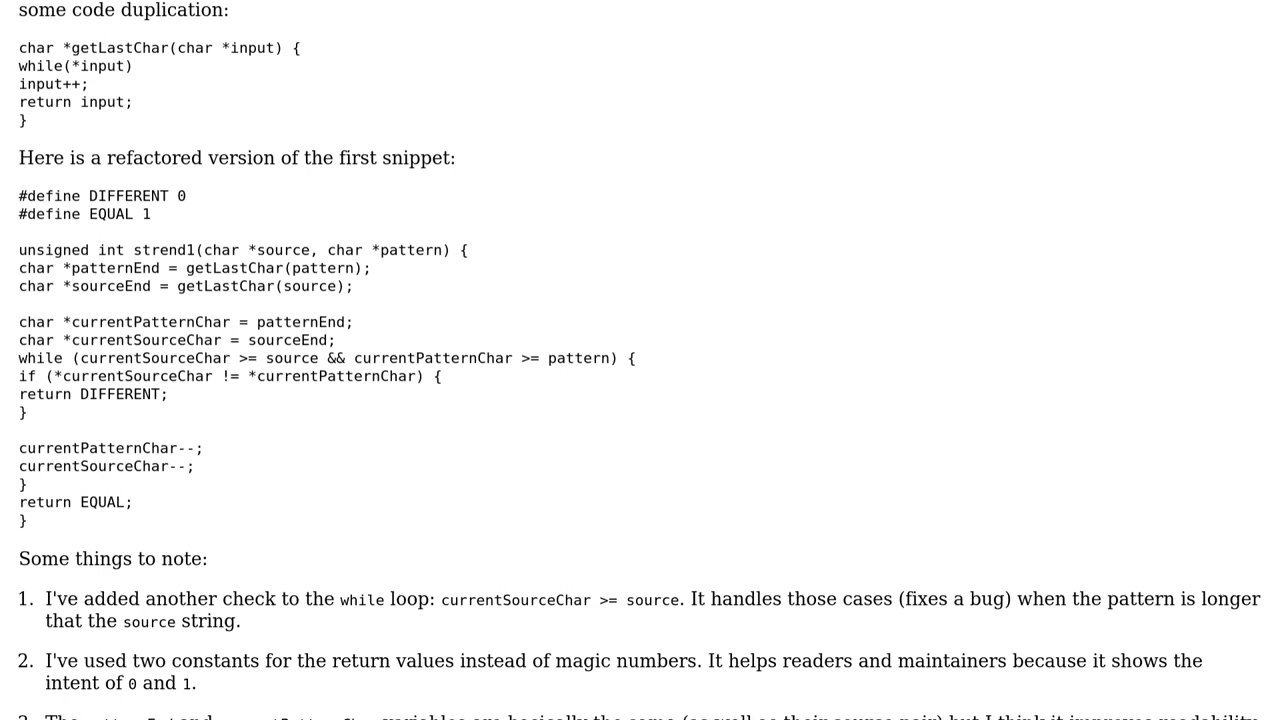 some code duplication:
char *getLastChar(char *input) {
while(*input)
input++;
return input;
}
Here is a refactored version of the first snippet:
#define DIFFERENT 0
#define EQUAL 1
unsigned int strend1(char *source, char *pattern) {
char *patternEnd = getLastChar(pattern);
char *sourceEnd = getLastChar(source);
char *currentPatternChar = patternEnd;
char *currentSourceChar = sourceEnd;
while (currentSourceChar >= source && currentPatternChar >= pattern) {
if (*currentSourceChar != *currentPatternChar) {
return DIFFERENT;
}
currentPatternChar--;
currentSourceChar--;
}
return EQUAL;
}
Some things to note:
1. I've added another check to the while loop: currentSourceChar >= source. It handles those cases (fixes a bug) when the pattern is longer
that the source string.
2. I've used two constants for the return values instead of magic numbers. It helps readers and maintainers because it shows the
intent of 0 and 1.